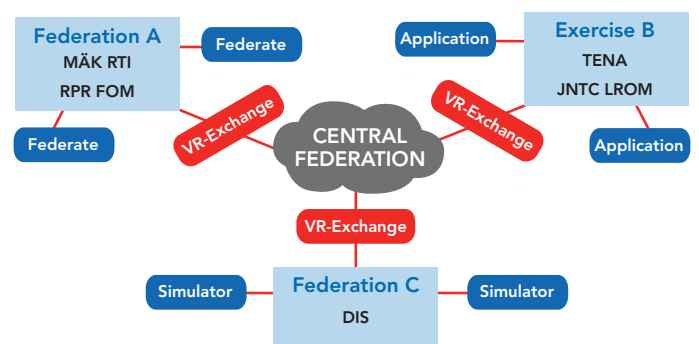 Federation A
MÄK RTI
RPR FOM
Federate
Federate
VR-Exchange
Application
Exercise B
TENA
JNTC LROM
Application
VR-Exchange
CENTRAL
FEDERATION
VR-Exchange
Simulator
Federation C
DIS
Simulator